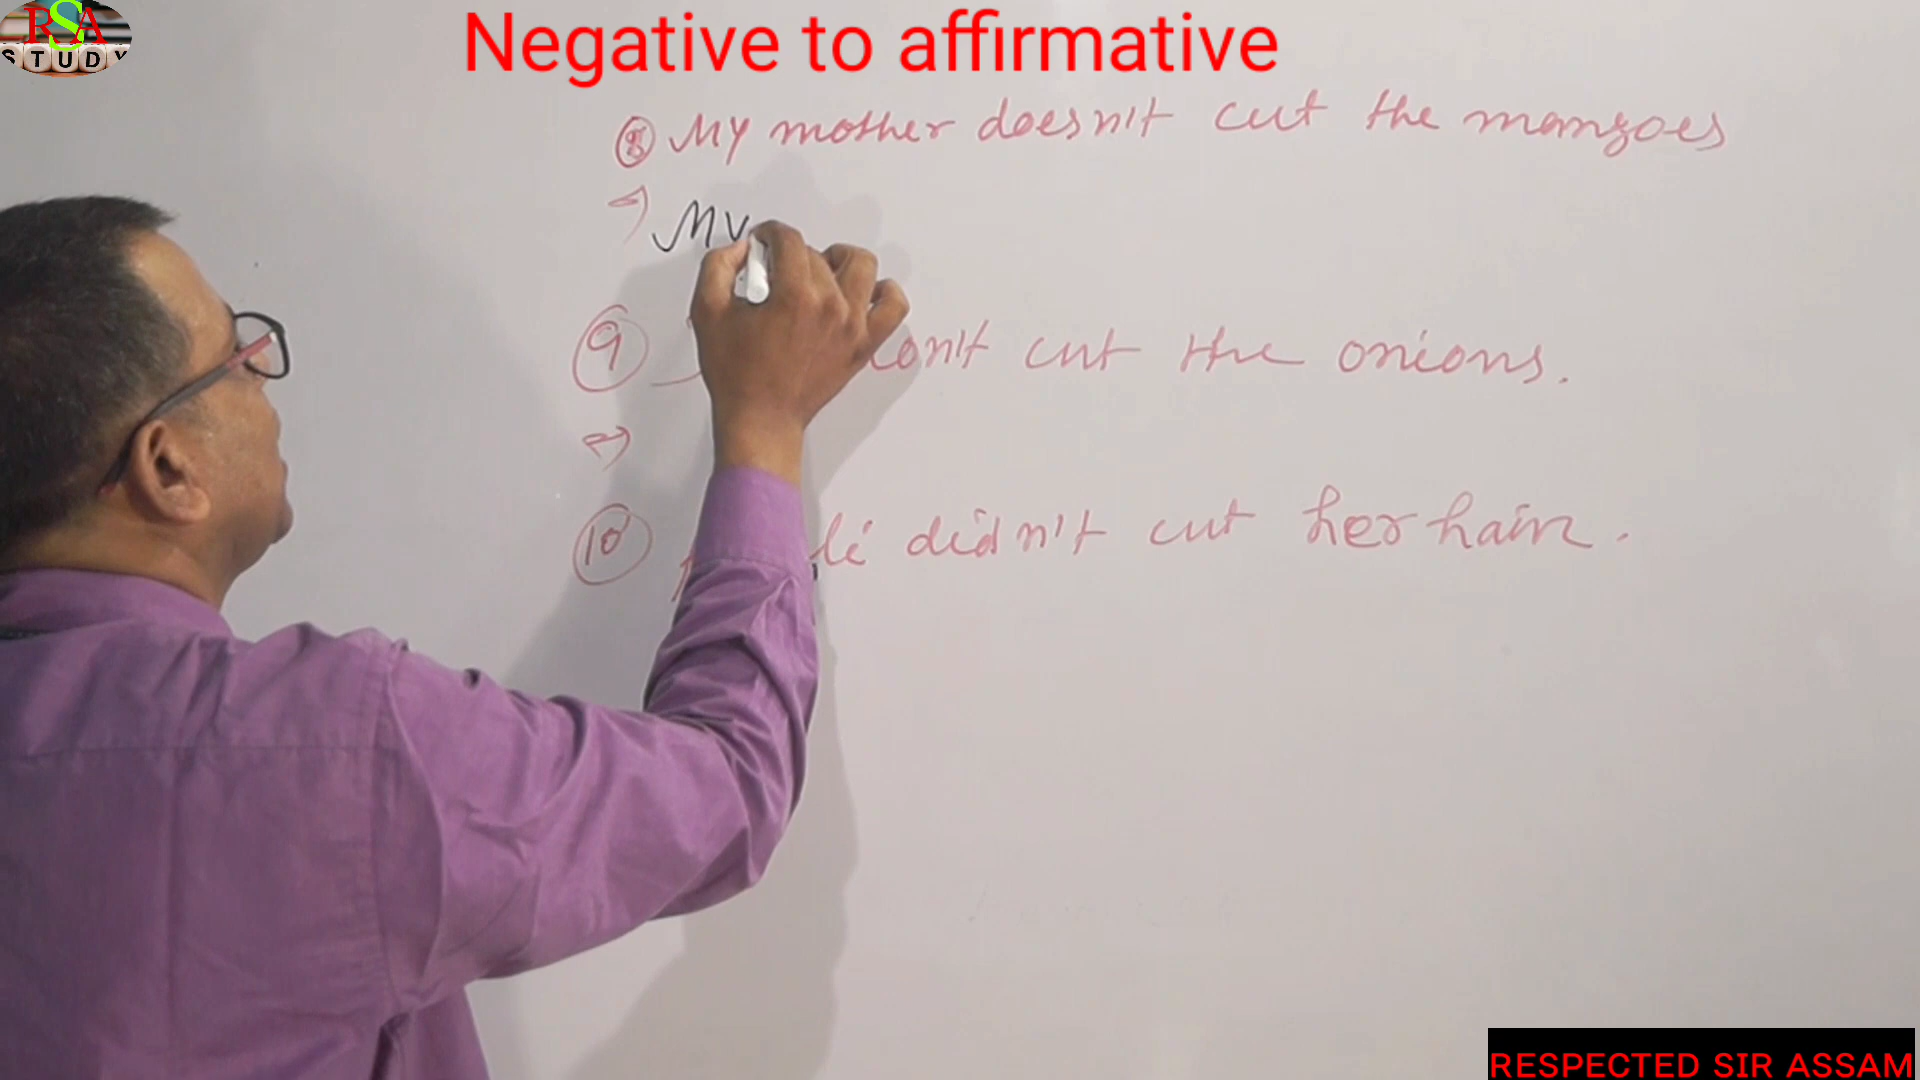 RSA
STUDY
Negative to affirmative
⑧ My mother doesn't cut the mangoes
→ My
⑨ don't cut the onions.
→
⑩ didn't cut her hair.
RESPECTED SIR ASSAM